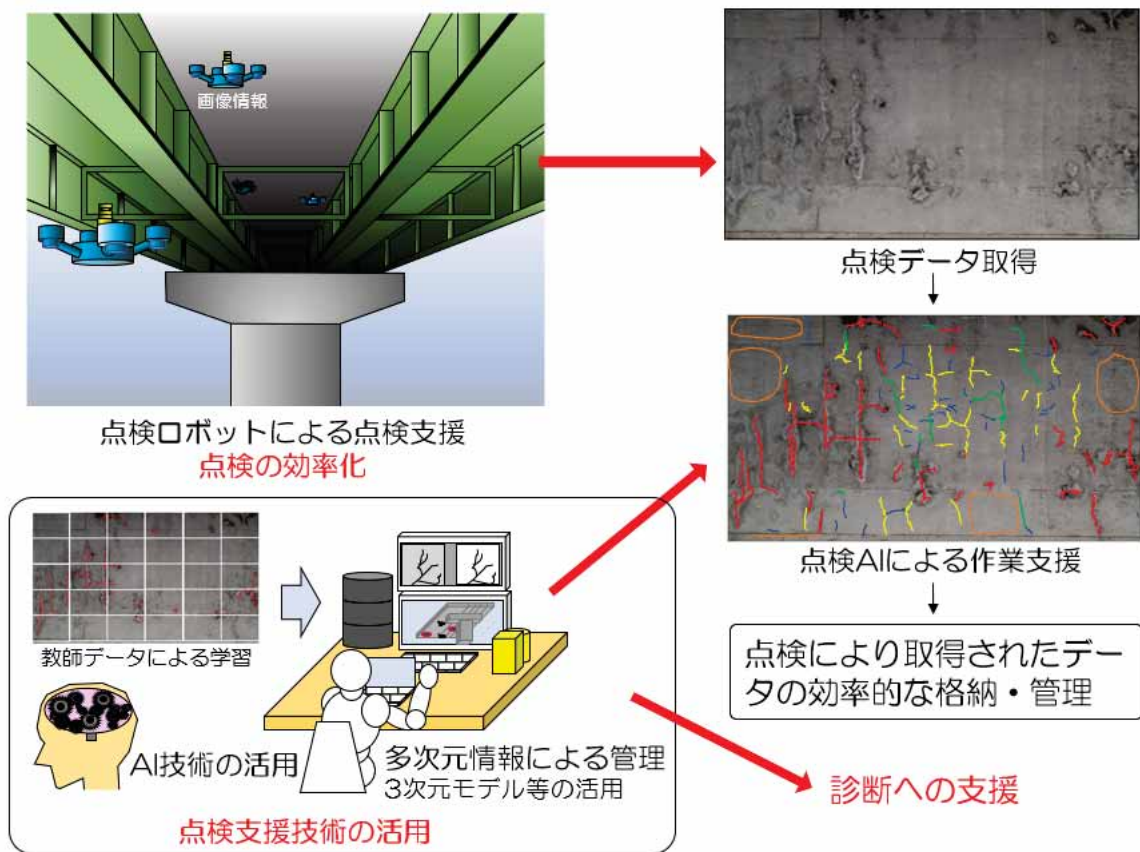 画像情報
点検ロボットによる点検支援
点検の効率化
点検データ取得
点検AIによる作業支援
点検により取得されたデー
タの効率的な格納・管理
教師データによる学習
AI技術の活用
多次元情報による管理
3次元モデル等の活用
点検支援技術の活用
診断への支援